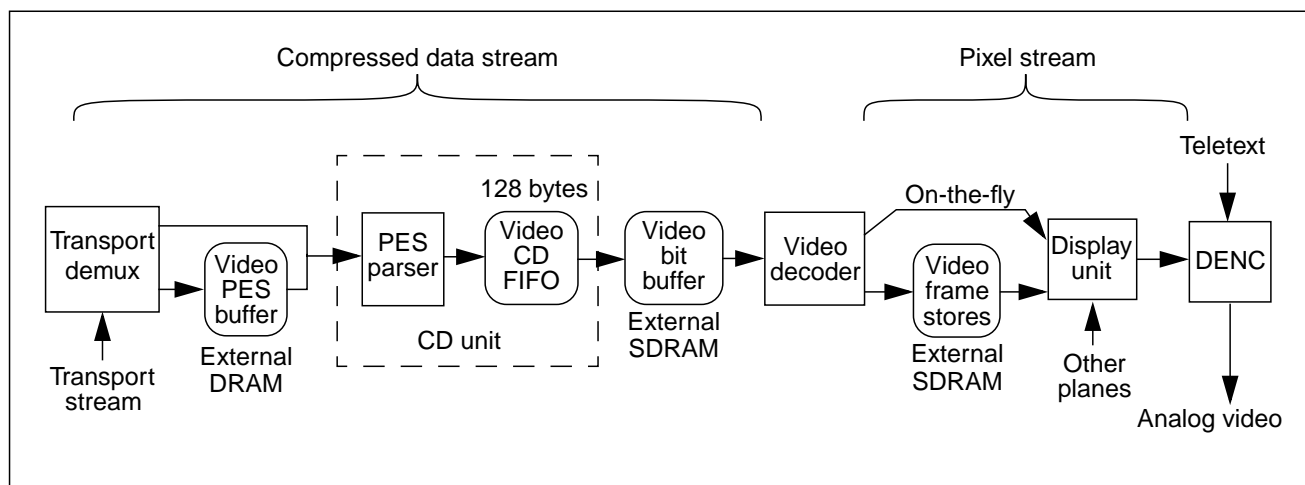 Compressed data stream
Pixel stream
Teletext
128 bytes
On-the-fly
Transport
demux
Video
PES
buffer
External
DRAM
Transport
stream
PES
parser
Video
CD
FIFO
CD unit
Video
bit
buffer
External
SDRAM
Video
decoder
Video
frame
stores
External
SDRAM
Display
unit
Other
planes
DENC
Analog video